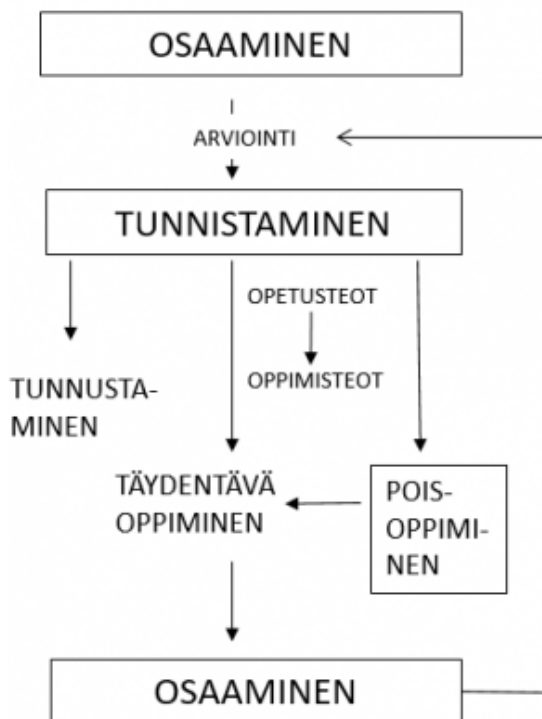 OSAAMINEN
ARVIOINTI
TUNNISTAMINEN
OPETUSTEOT
OPPIMISTEOT
TUNNUSTA-
MINEN
TÄYDENTÄVÄ
OPPIMINEN
POIS-
OPPIMI-
NEN
OSAAMINEN